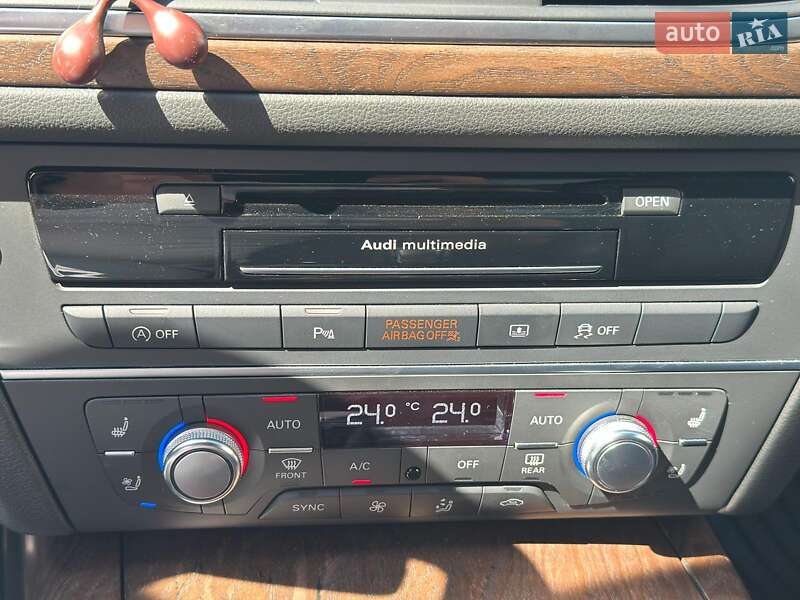 auto RIA .com
OPEN
Audi multimedia
A OFF
P
PASSENGER
AIRBAG OFF
OFF
AUTO
24.0 °C 24.0
AUTO
FRONT
A/C
OFF
REAR
SYNC